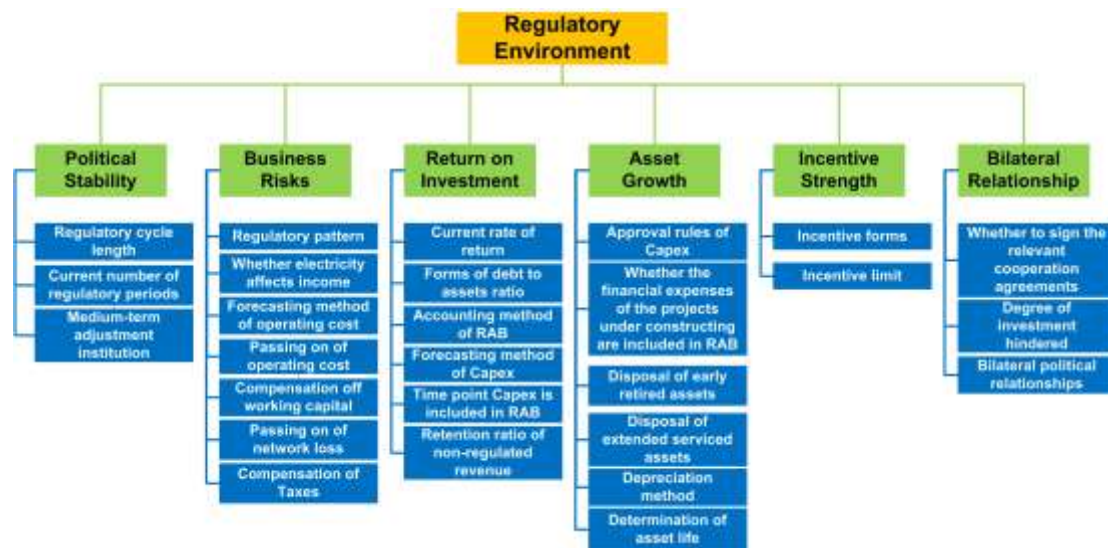 Regulatory
Environment
Political
Stability
Regulatory cycle
length
Current number of
regulatory periods
Medium-term
adjustment
institution
Business
Risks
Regulatory pattern
Whether electricity
affects income
Forecasting method
of operating cost
Passing on of
operating cost
Compensation off
working capital
Passing on of
network loss
Compensation of
Taxes
Return on
Investment
Current rate of
return
Forms of debt to
assets ratio
Accounting method
of RAB
Forecasting method
of Capex
Time point Capex is
included in RAB
Retention ratio of
non-regulated
revenue
Asset
Growth
Approval rules of
Capex
Whether the
financial expenses
of the projects
under constructing
are included in RAB
Disposal of early
retired assets
Disposal of
extended serviced
assets
Depreciation
method
Determination of
asset life
Incentive
Strength
Incentive forms
Incentive limit
Bilateral
Relationship
Whether to sign the
relevant
cooperation
agreements
Degree of
investment
hindered
Bilateral political
relationships